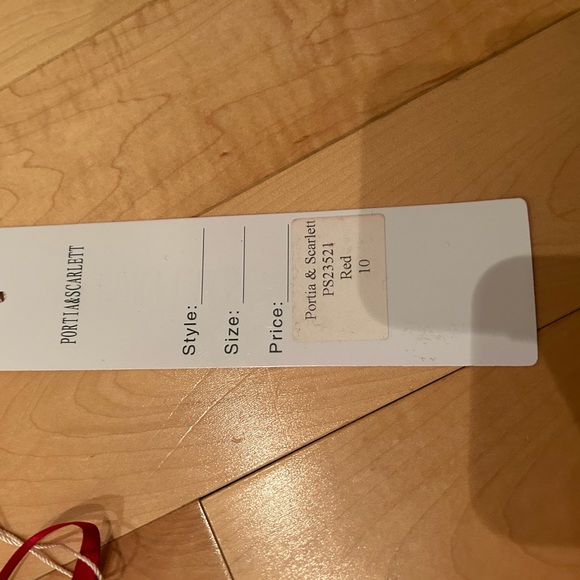 PORTIA&SCARLETT
Style:
Size:
Price:
Portia & Scarlett
PS23521
Red
10